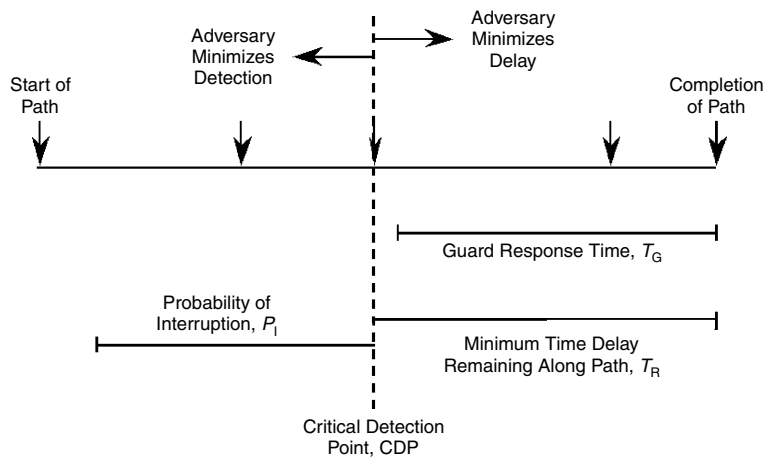 Adversary
Minimizes
Detection
Adversary
Minimizes
Delay
Start of
Path
Completion
of Path
Guard Response Time, TG
Probability of
Interruption, PI
Minimum Time Delay
Remaining Along Path, TR
Critical Detection
Point, CDP